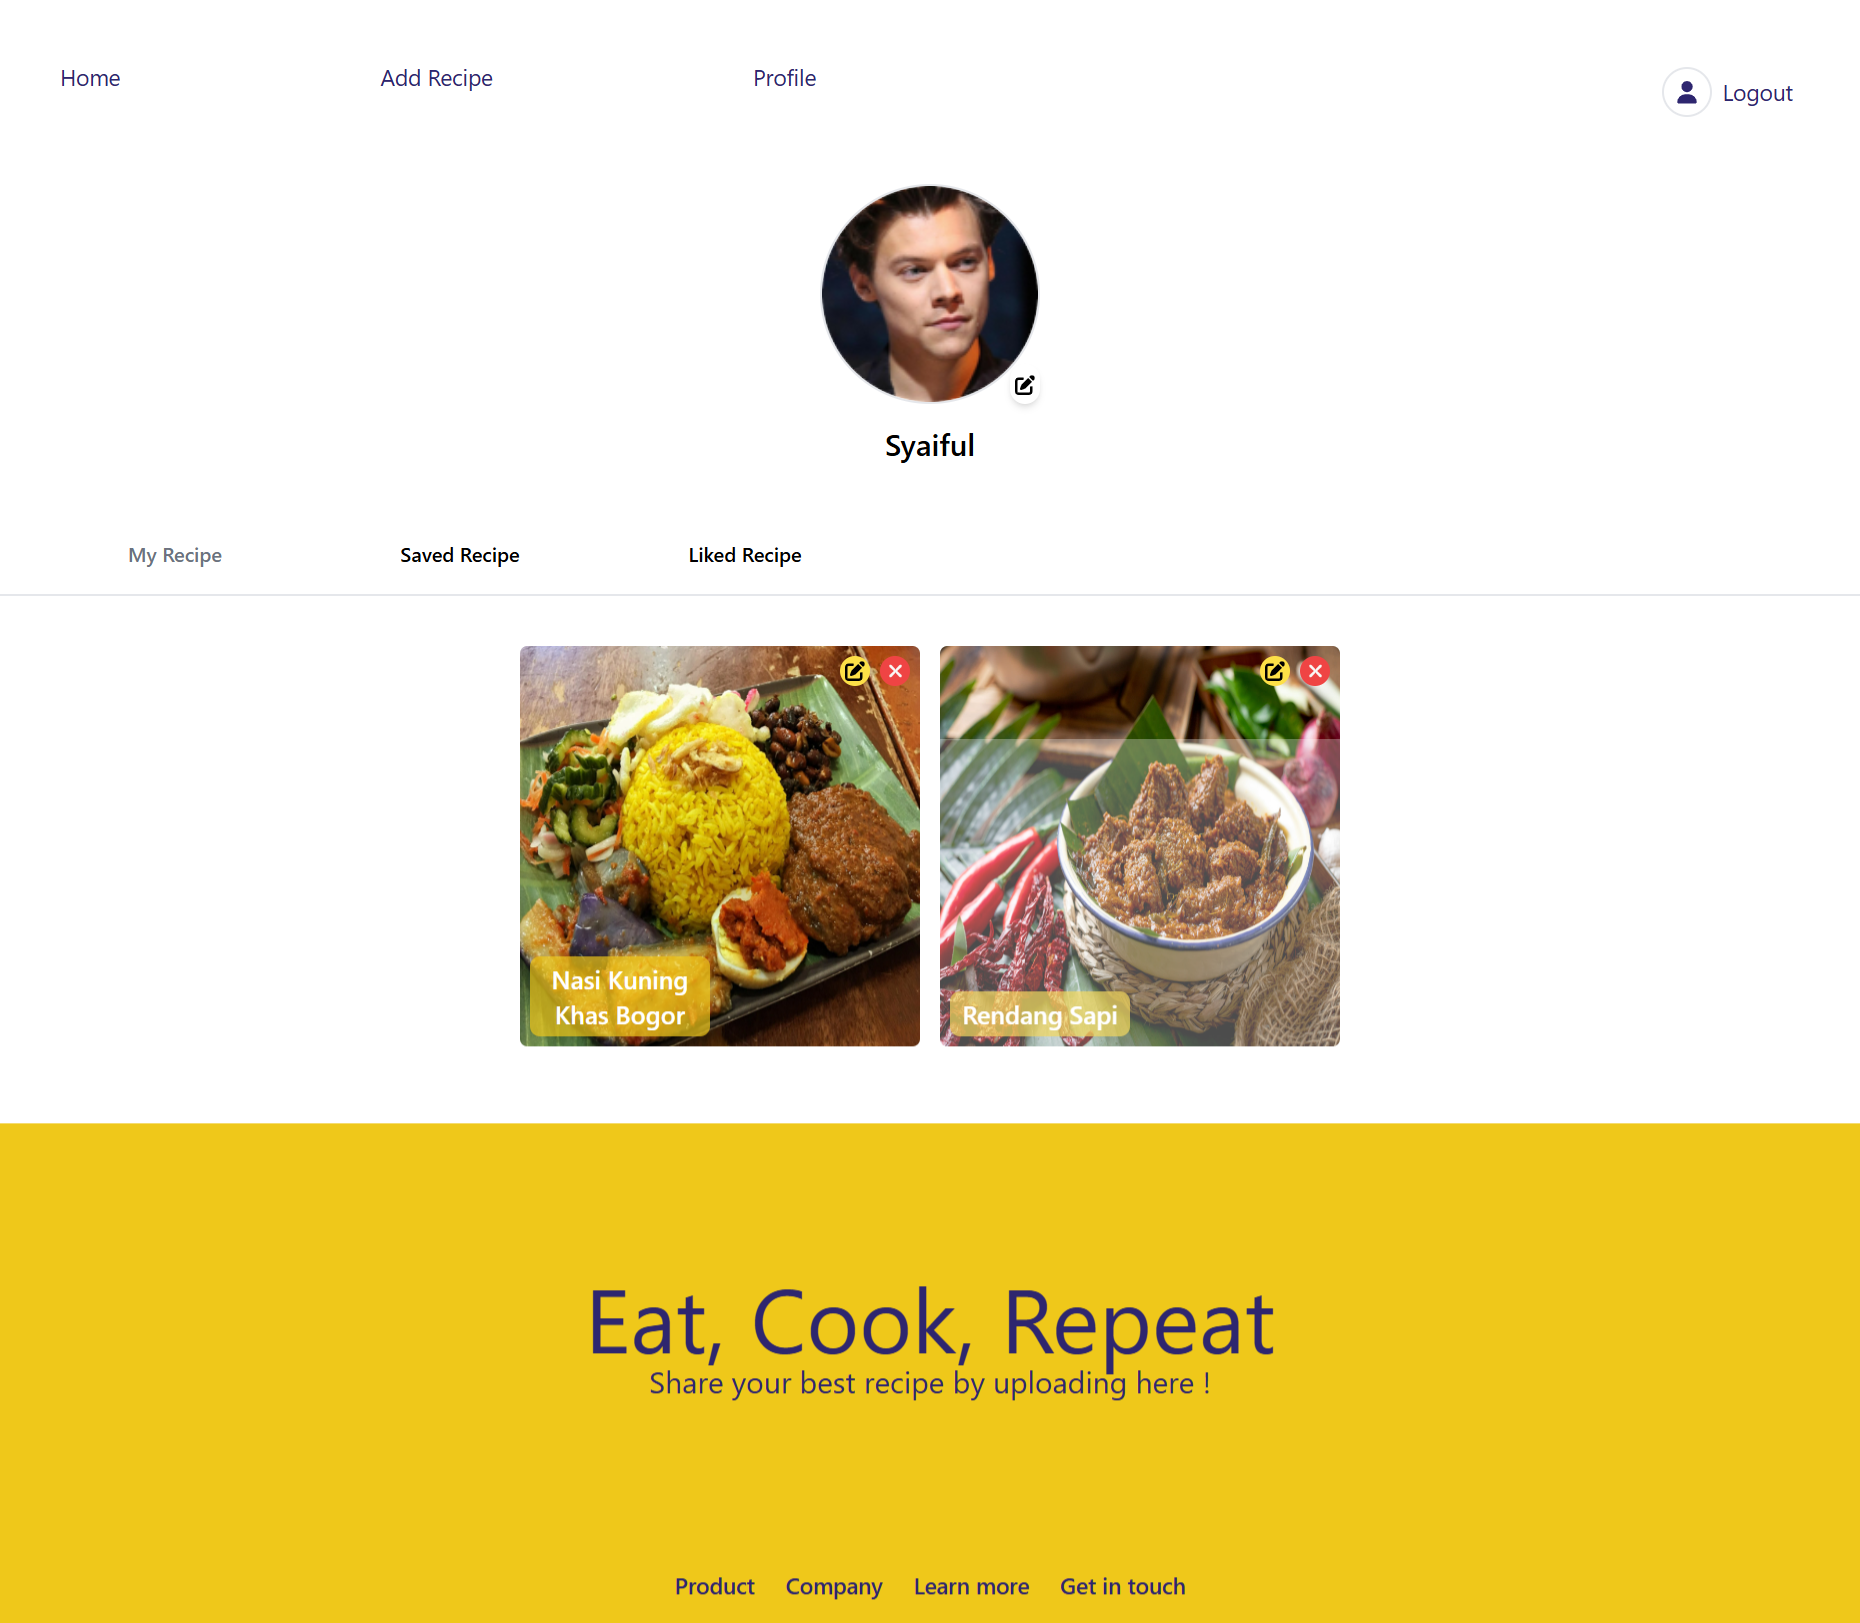 Home
Add Recipe
Profile
Logout
Syaiful
My Recipe
Saved Recipe
Liked Recipe
Nasi Kuning
Khas Bogor
Rendang Sapi
Eat, Cook, Repeat
Share your best recipe by uploading here !
Product
Company
Learn more
Get in touch